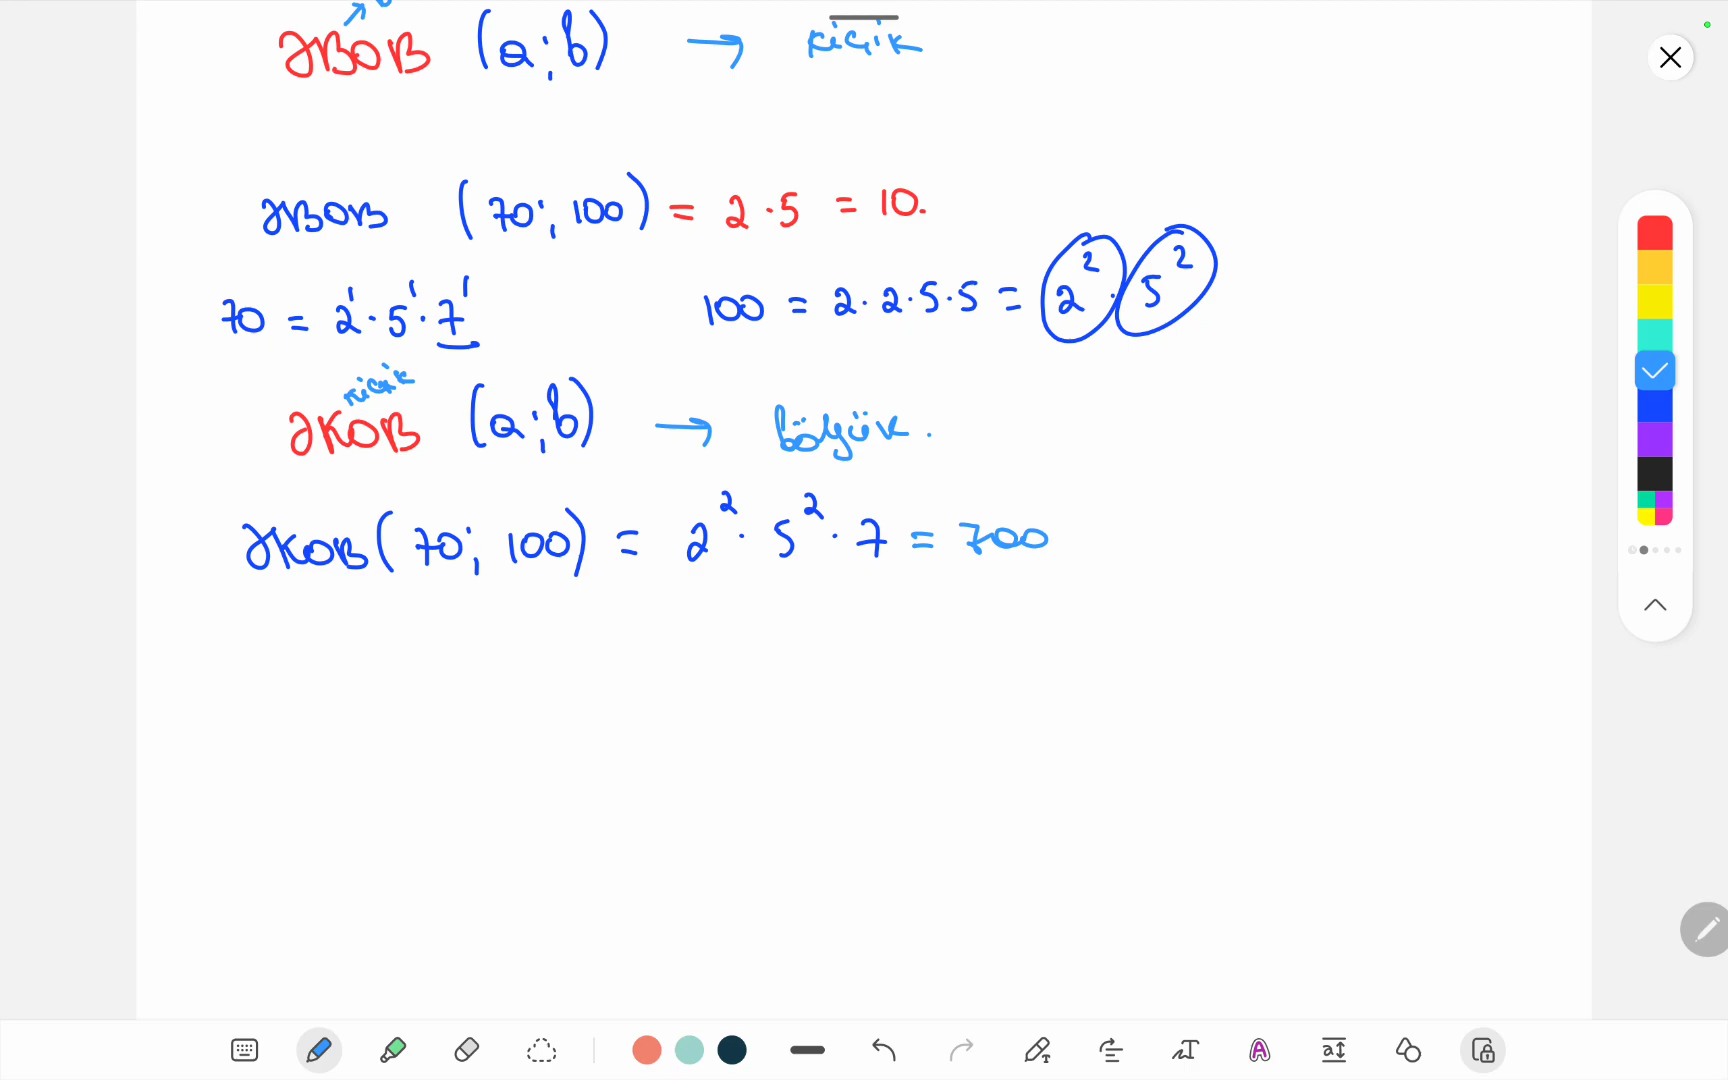 ƏBOB (a;b) → kiçik
ƏBOB (70; 100) = 2·5 = 10.
70 = 2¹·5¹·7¹ 100 = 2·2·5·5 = 2²·5²
kiçik
ƏKOB (a;b) → böyük.
ƏKOB(70; 100) = 2²·5²·7 = 700